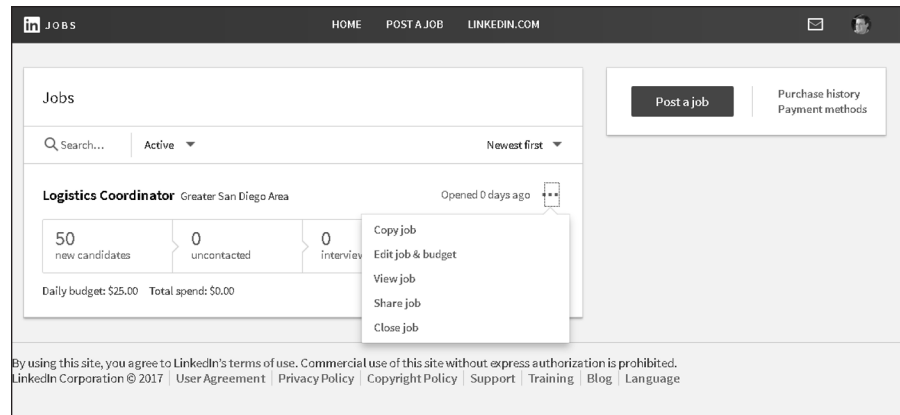 in JOBS HOME POST A JOB LINKEDIN.COM
Jobs
Post a job
Purchase history
Payment methods
Search... Active Newest first
Logistics Coordinator Greater San Diego Area Opened 0 days ago
50 0 0
new candidates uncontacted
Daily budget: $25.00 Total spend: $0.00
Copy job
Edit job & budget
View job
Share job
Close job
By using this site, you agree to LinkedIn's terms of use. Commercial use of this site without express authorization is prohibited.
LinkedIn Corporation © 2017 User Agreement Privacy Policy Copyright Policy Support Training Blog Language